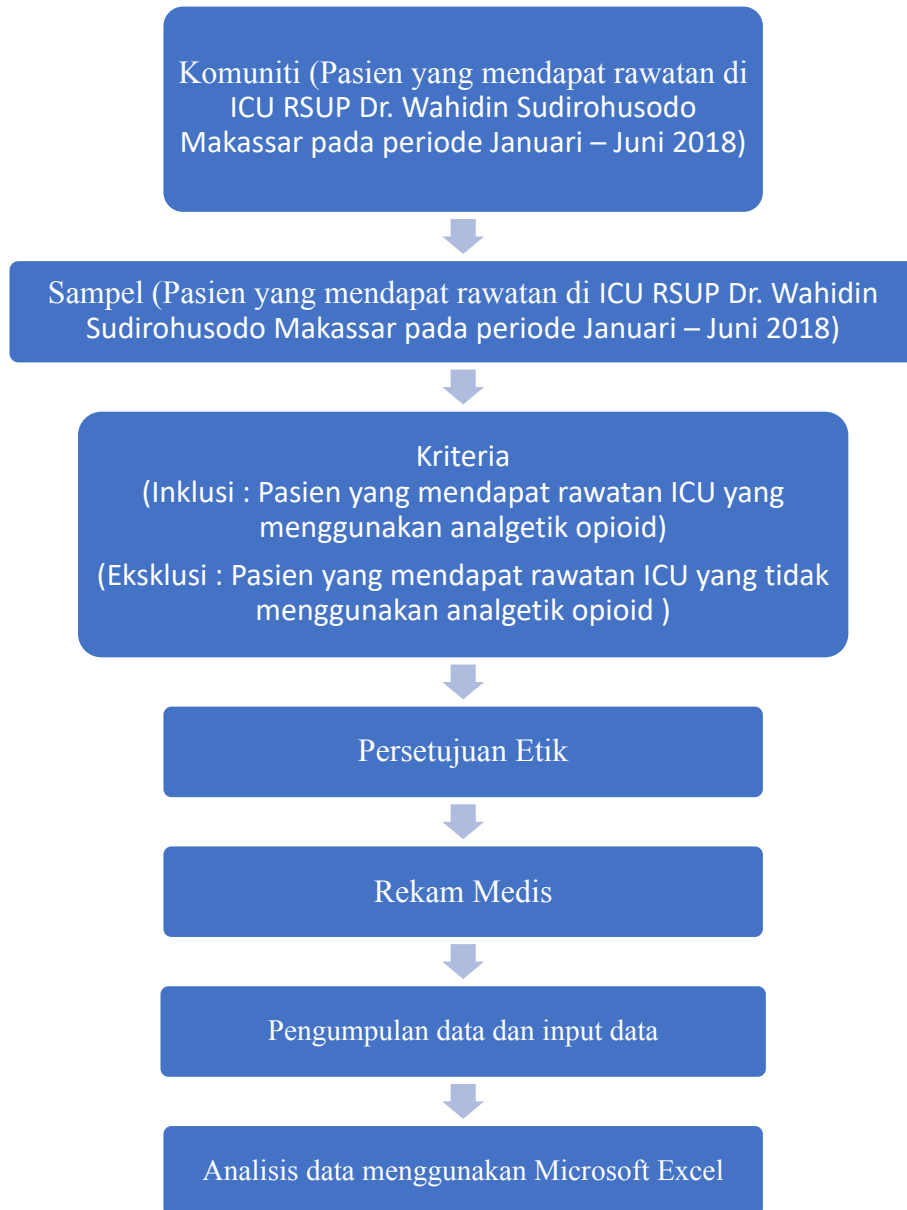 Komuniti (Pasien yang mendapat rawatan di
ICU RSUP Dr. Wahidin Sudirohusodo
Makassar pada periode Januari – Juni 2018)
Sampel (Pasien yang mendapat rawatan di ICU RSUP Dr. Wahidin
Sudirohusodo Makassar pada periode Januari – Juni 2018)
Kriteria
(Inklusi : Pasien yang mendapat rawatan ICU yang
menggunakan analgetik opioid)
(Eksklusi : Pasien yang mendapat rawatan ICU yang tidak
menggunakan analgetik opioid )
Persetujuan Etik
Rekam Medis
Pengumpulan data dan input data
Analisis data menggunakan Microsoft Excel